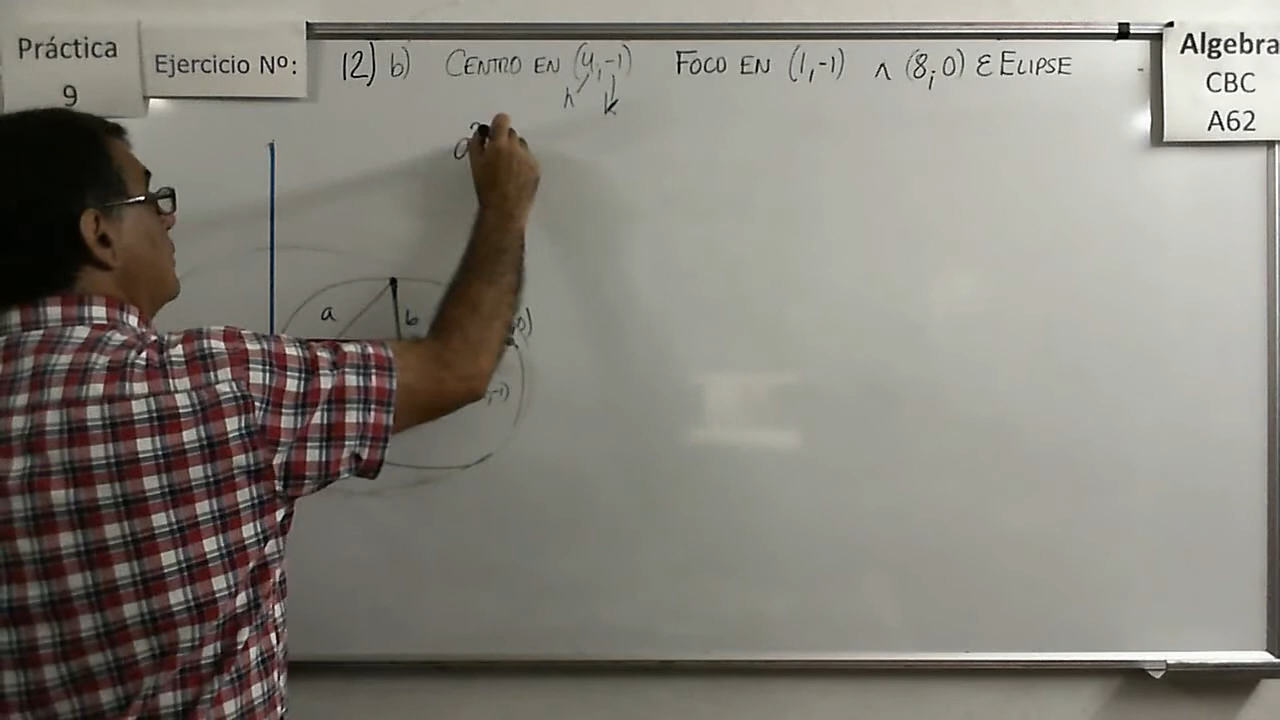 Práctica
9
Ejercicio Nº:
12) b) CENTRO EN (4,-1) FOCO EN (1,-1) ∧ (8;0) ε ELIPSE
h k
Algebra
CBC
A62
a²
a b